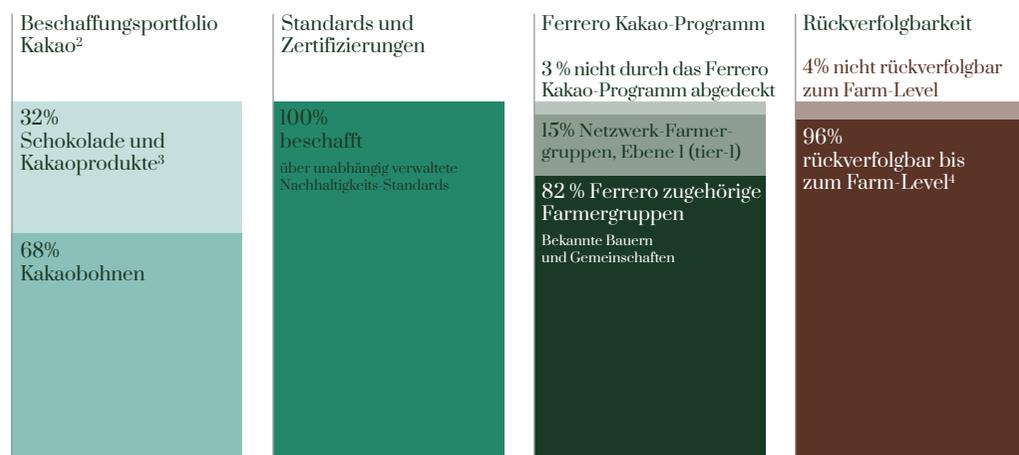 Beschaffungsportfolio
Kakao²
32%
Schokolade und
Kakaoprodukte³
68%
Kakaobohnen
Standards und
Zertifizierungen
100%
beschafft
über unabhängig verwaltete
Nachhaltigkeits-Standards
Ferrero Kakao-Programm
3 % nicht durch das Ferrero
Kakao-Programm abgedeckt
15% Netzwerk-Farmer-
gruppen, Ebene 1 (tier-1)
82 % Ferrero zugehörige
Farmergruppen
Bekannte Bauern
und Gemeinschaften
Rückverfolgbarkeit
4% nicht rückverfolgbar
zum Farm-Level
96%
rückverfolgbar bis
zum Farm-Level⁴